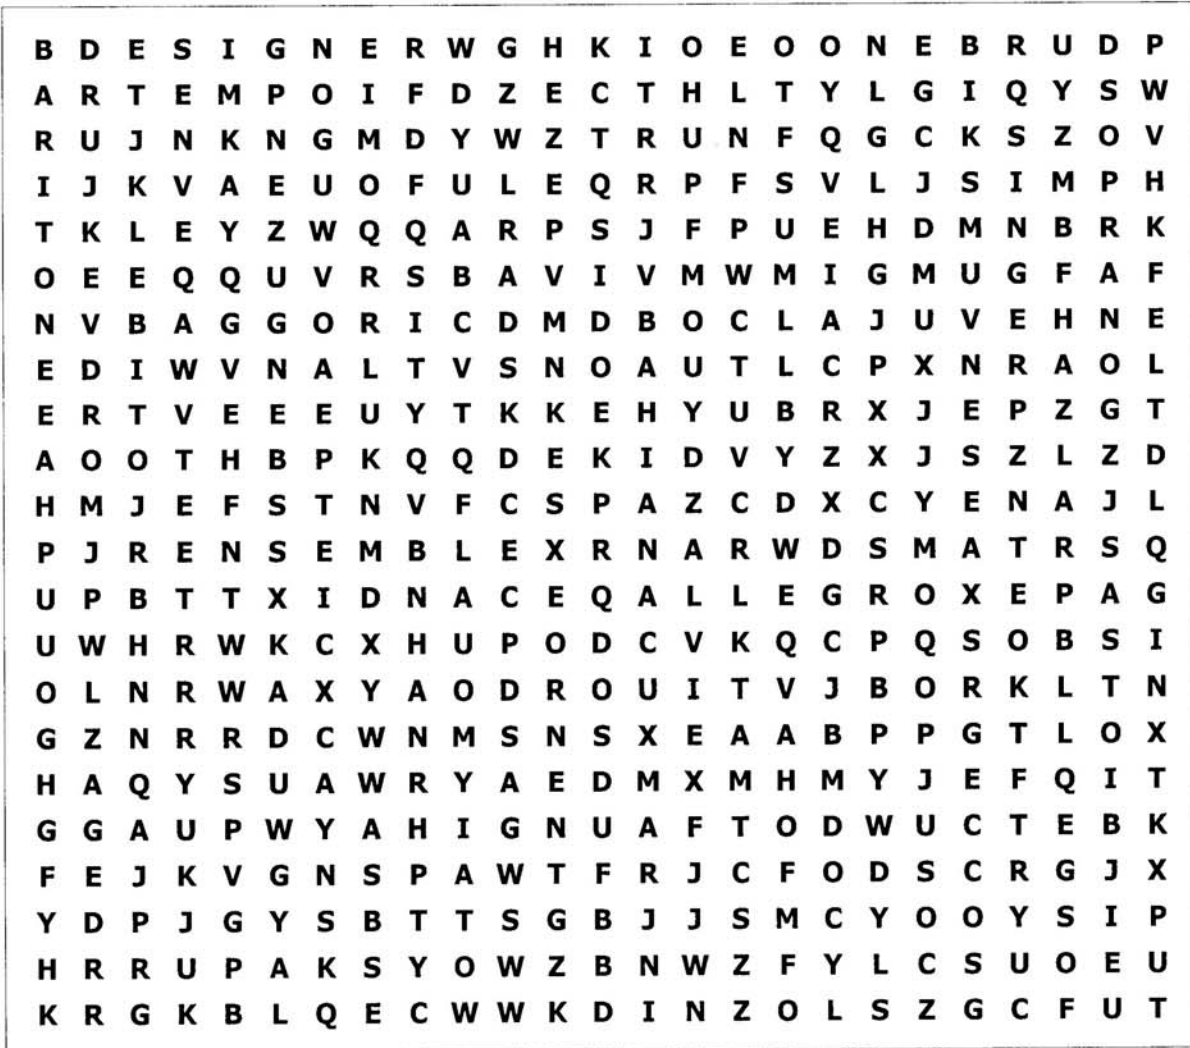 B D E S I G N E R W G H K I O E O O N E B R U D P
A R T E M P O I F D Z E C T H L T Y L G I Q Y S W
R U J N K N G M D Y W Z T R U N F Q G C K S Z O V
I J K V A E U O F U L E Q R P F S V L J S I M P H
T K L E Y Z W Q Q A R P S J F P U E H D M N B R K
O E E Q Q U V R S B A V I V M W M I G M U G F A F
N V B A G G O R I C D M D B O C L A J U V E H N E
E D I W V N A L T V S N O A U T L C P X N R A O L
E R T V E E E U Y T K K E H Y U B R X J E P Z G T
A O O T H B P K Q Q D E K I D V Y Z X J S Z L Z D
H M J E F S T N V F C S P A Z C D X C Y E N A J L
P J R E N S E M B L E X R N A R W D S M A T R S Q
U P B T T X I D N A C E Q A L L E G R O X E P A G
U W H R W K C X H U P O D C V K Q C P Q S O B S I
O L N R W A X Y A O D R O U I T V J B O R K L T N
G Z N R R D C W N M S N S X E A A B P P G T L O X
H A Q Y S U A W R Y A E D M X M H M Y J E F Q I T
G G A U P W Y A H I G N U A F T O D W U C T E B K
F E J K V G N S P A W T F R J C F O D S C R G J X
Y D P J G Y S B T T S G B J J S M C Y O O Y S I P
H R R U P A K S Y O W Z B N W Z F Y L C S U O E U
K R G K B L Q E C W W K D I N Z O L S Z G C F U T